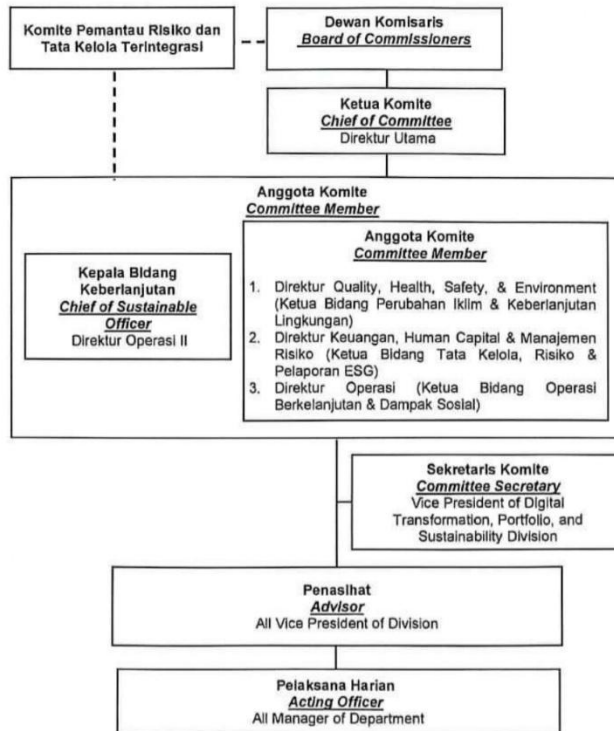 Komite Pemantau Risiko dan
Tata Kelola Terintegrasi
Dewan Komisaris
Board of Commissioners
Ketua Komite
Chief of Committee
Direktur Utama
Anggota Komite
Committee Member
Kepala Bidang
Keberlanjutan
Chief of Sustainable
Officer
Direktur Operasi II
Anggota Komite
Committee Member
1. Direktur Quality, Health, Safety, & Environment
(Ketua Bidang Perubahan Iklim & Keberlanjutan
Lingkungan)
2. Direktur Keuangan, Human Capital & Manajemen
Risiko (Ketua Bidang Tata Kelola, Risiko &
Pelaporan ESG)
3. Direktur Operasi (Ketua Bidang Operasi
Berkelanjutan & Dampak Sosial)
Sekretaris Komite
Committee Secretary
Vice President of Digital
Transformation, Portfolio, and
Sustainability Division
Penasihat
Advisor
All Vice President of Division
Pelaksana Harian
Acting Officer
All Manager of Department